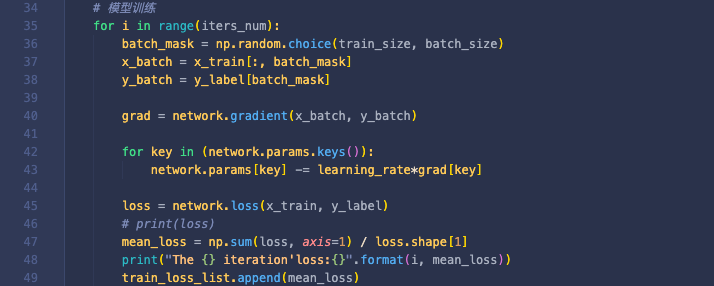 34 # 模型训练
35 for i in range(iters_num):
36 batch_mask = np.random.choice(train_size, batch_size)
37 x_batch = x_train[:, batch_mask]
38 y_batch = y_label[batch_mask]
39
40 grad = network.gradient(x_batch, y_batch)
41
42 for key in (network.params.keys()):
43 network.params[key] -= learning_rate*grad[key]
44
45 loss = network.loss(x_train, y_label)
46 # print(loss)
47 mean_loss = np.sum(loss, axis=1) / loss.shape[1]
48 print("The {} iteration'loss:{}".format(i, mean_loss))
49 train_loss_list.append(mean_loss)